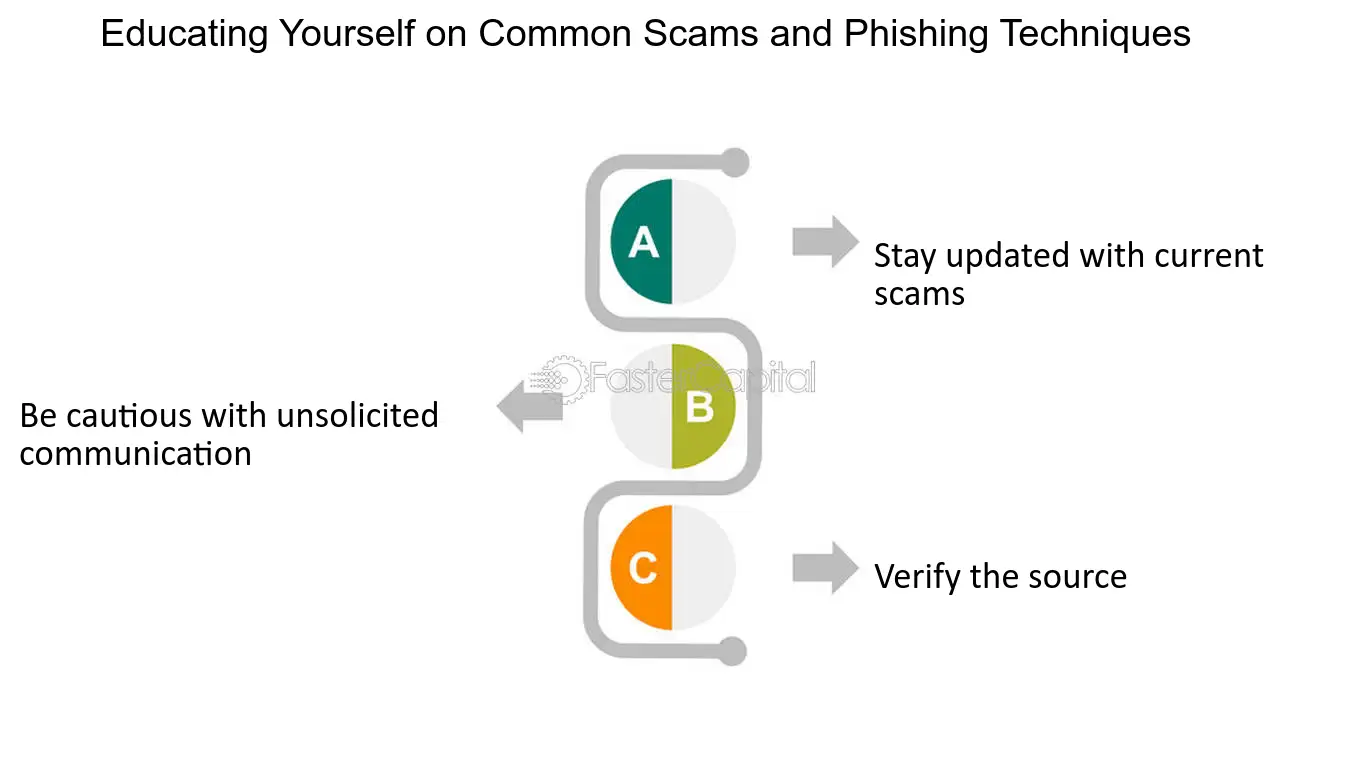 Educating Yourself on Common Scams and Phishing Techniques
A
Stay updated with current
scams
FasterCapital
B
Be cautious with unsolicited
communication
C
Verify the source